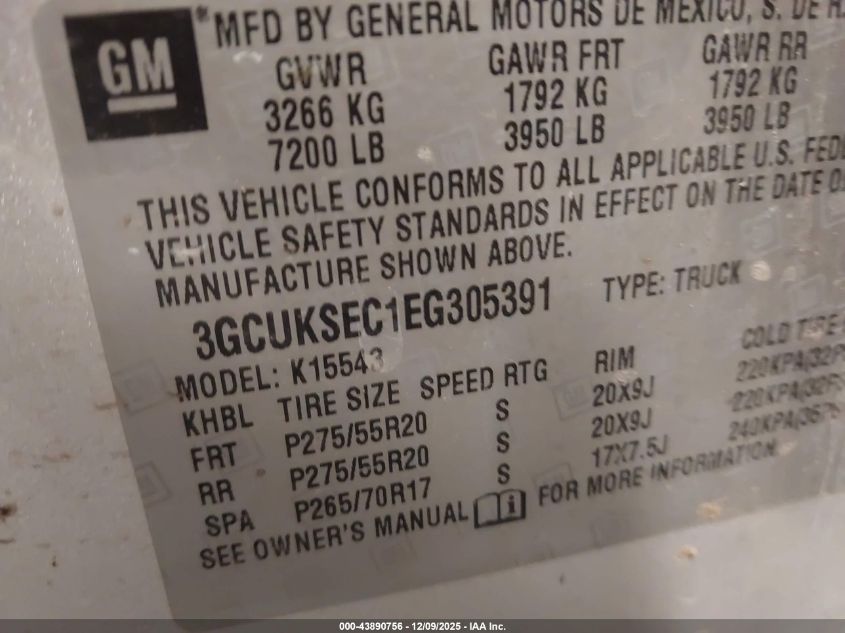 GM
® MFD BY GENERAL MOTORS DE MEXICO, S. DE R
GVWR GAWR FRT GAWR RR
3266 KG 1792 KG 1792 KG
7200 LB 3950 LB 3950 LB
THIS VEHICLE CONFORMS TO ALL APPLICABLE U.S.
VEHICLE SAFETY STANDARDS IN EFFECT ON THE DATE
MANUFACTURE SHOWN ABOVE.
3GCUKSEC1EG305391 TYPE: TRUCK
MODEL: K15543
KHBL TIRE SIZE SPEED RTG RIM COLD TIRE
FRT P275/55R20 S 20X9J
RR P275/55R20 S 20X9J
SPA P265/70R17 S 17X7.5J
SEE OWNER'S MANUAL FOR MORE INFORMATION
000-43890756 - 12/09/2025 - IAA Inc.